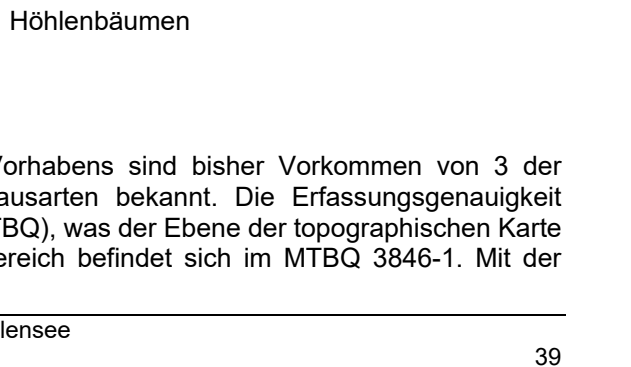 Höhlenbäumen
Vorhabens sind bisher Vorkommen von 3 der
ausarten bekannt. Die Erfassungsgenauigkeit
TBQ), was der Ebene der topographischen Karte
ereich befindet sich im MTBQ 3846-1. Mit der
lensee
39